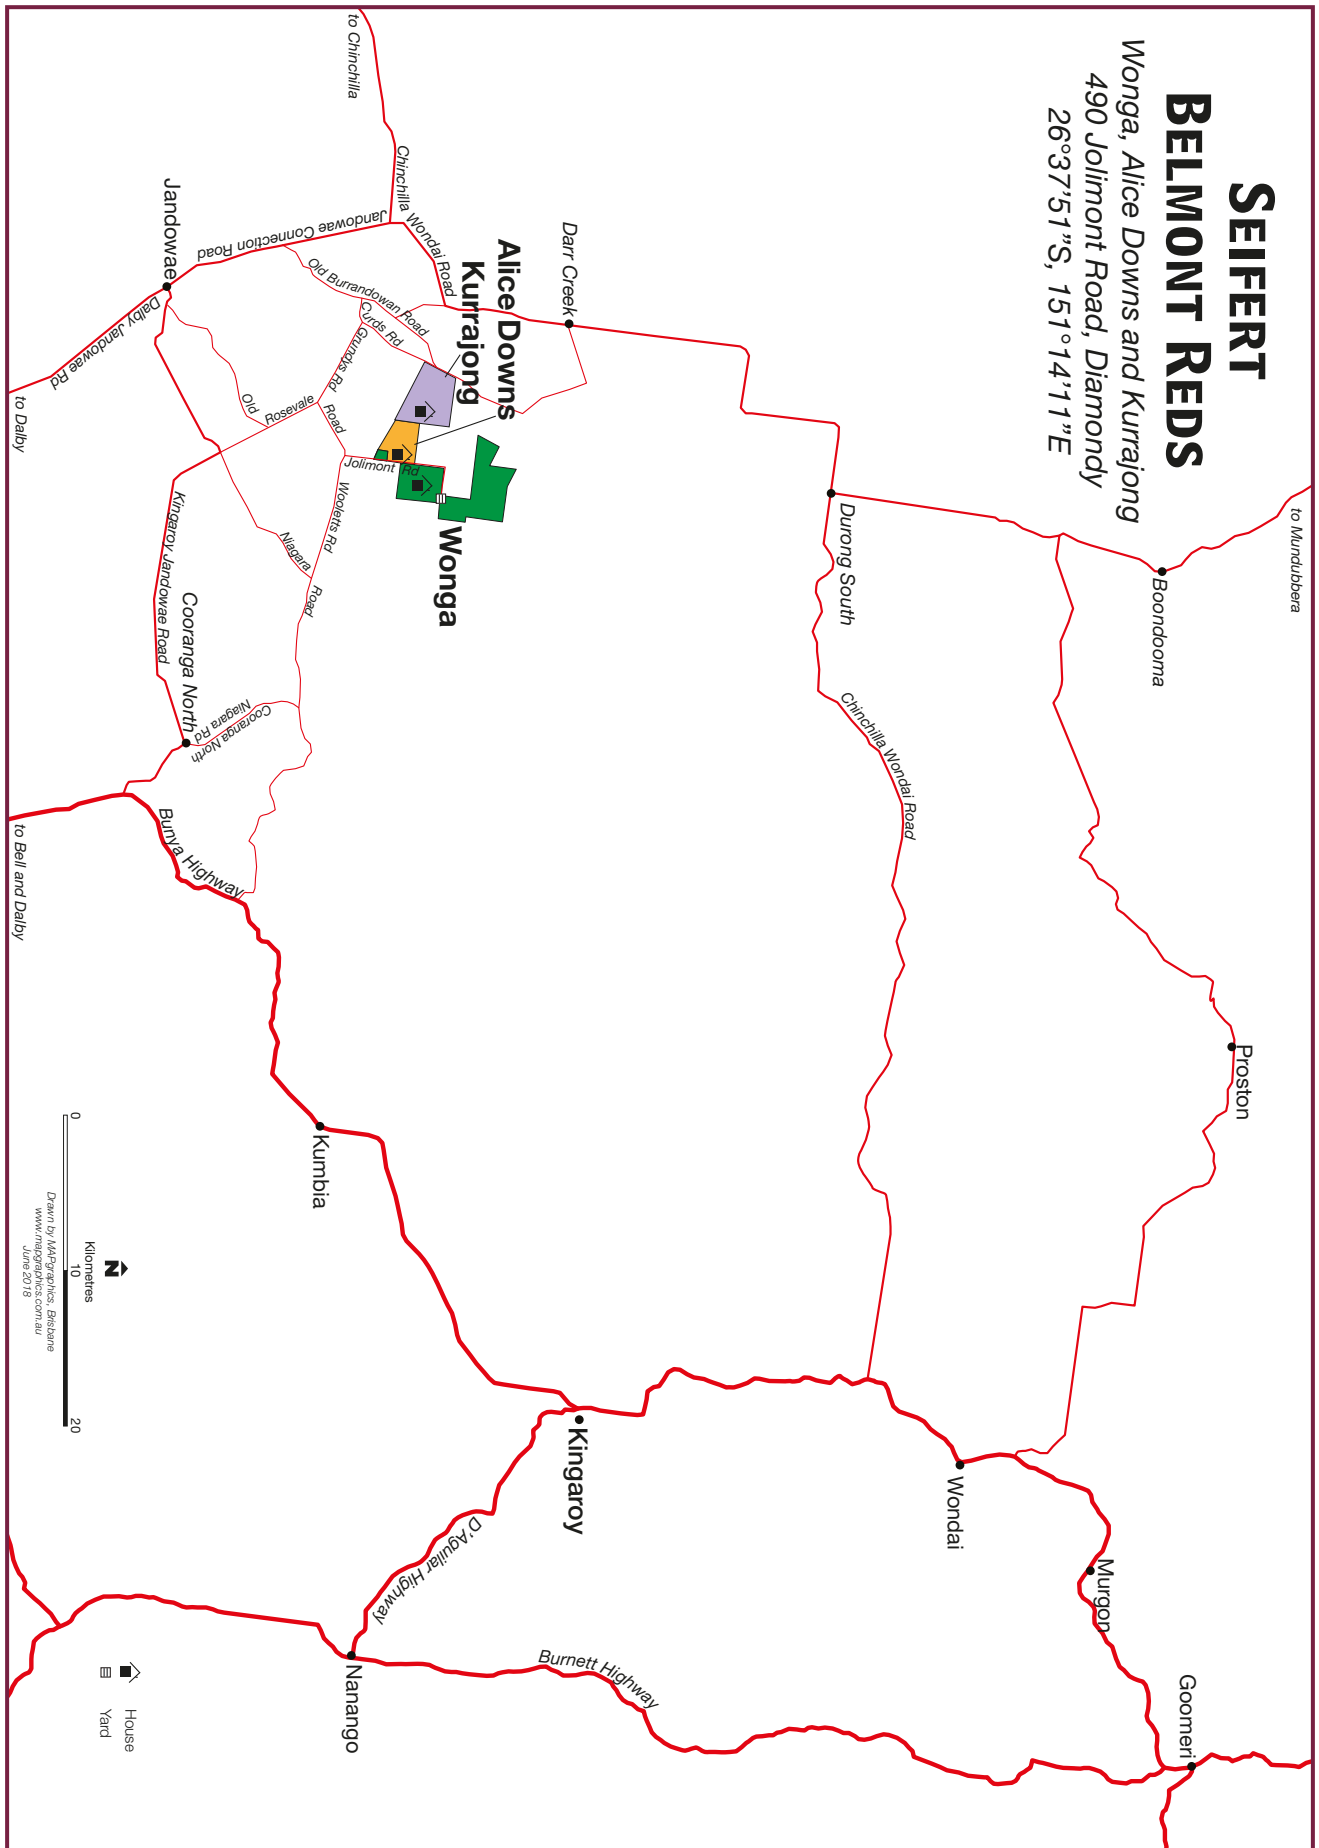 SEIFERT
BELMONT REDS
Wonga, Alice Downs and Kurrajong
490 Jolimont Road, Diamondy
26°37'51"S, 151°14'11"E
to Mundubbera
Boondooma
Proston
Goomeri
Murgon
Wondai
Durong South
Chinchilla Wondai Road
Darr Creek
Alice Downs
Kurrajong
Wonga
to Chinchilla
Chinchilla Wondai Road
Jandowae Connection Road
Old Burrandowan Road
Curds Rd
Grundys Rd
Jandowae
Dalby Jandowae Rd
to Dalby
Old
Rosevale
Road
Jolimont Rd
Wooletts Rd
Niagara
Road
Kingaroy Jandowae Road
Cooranga North
Cooranga North
Niagara Rd
Bunya Highway
to Bell and Dalby
Kumbia
Kingaroy
D'Aguilar Highway
Nanango
Burnett Highway
N
Kilometres
0
10
20
Drawn by MAPgraphics, Brisbane
www.mapgraphics.com.au
June 2018
House
Yard